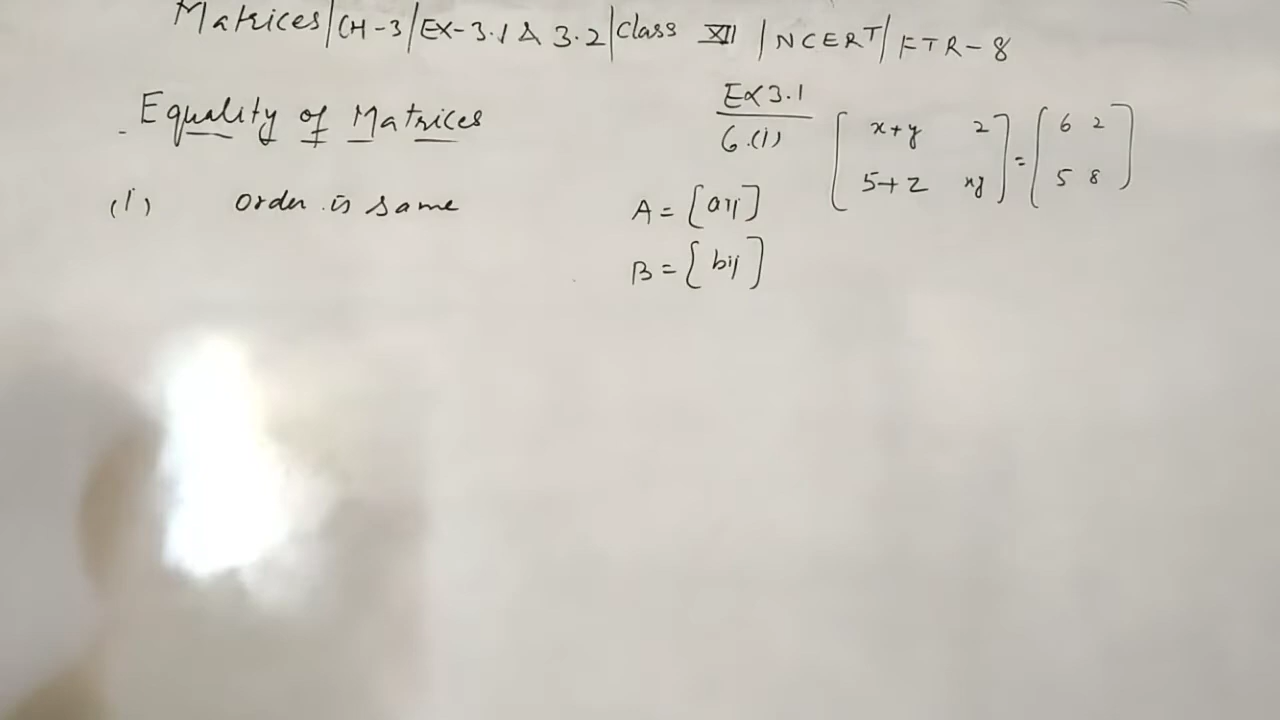 Matrices/CH-3/EX-3.1 & 3.2/Class XII /NCERT/FTR-8
Equality of Matrices
(i) Order is same
A = [aij]
B = [bij]
Ex 3.1
6.(i) [x+y 2 5+z xy] = [6 2 5 8]